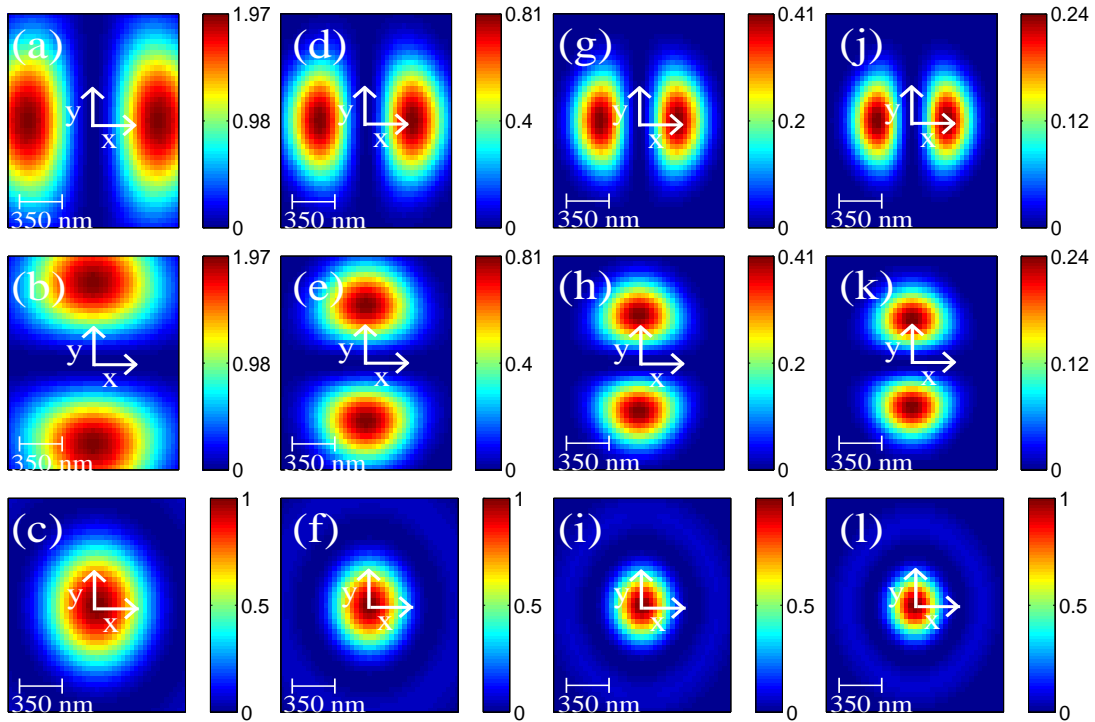 (a) 1.97
y 0.98
x
350 nm 0
(d) 0.81
y 0.4
x
350 nm 0
(g) 0.41
y 0.2
x
350 nm 0
(j) 0.24
y 0.12
x
350 nm 0
(b) 1.97
y 0.98
x
350 nm 0
(e) 0.81
y 0.4
x
350 nm 0
(h) 0.41
y 0.2
x
350 nm 0
(k) 0.24
y 0.12
x
350 nm 0
(c) 1
y 0.5
x
350 nm 0
(f) 1
y 0.5
x
350 nm 0
(i) 1
y 0.5
x
350 nm 0
(l) 1
y 0.5
x
350 nm 0